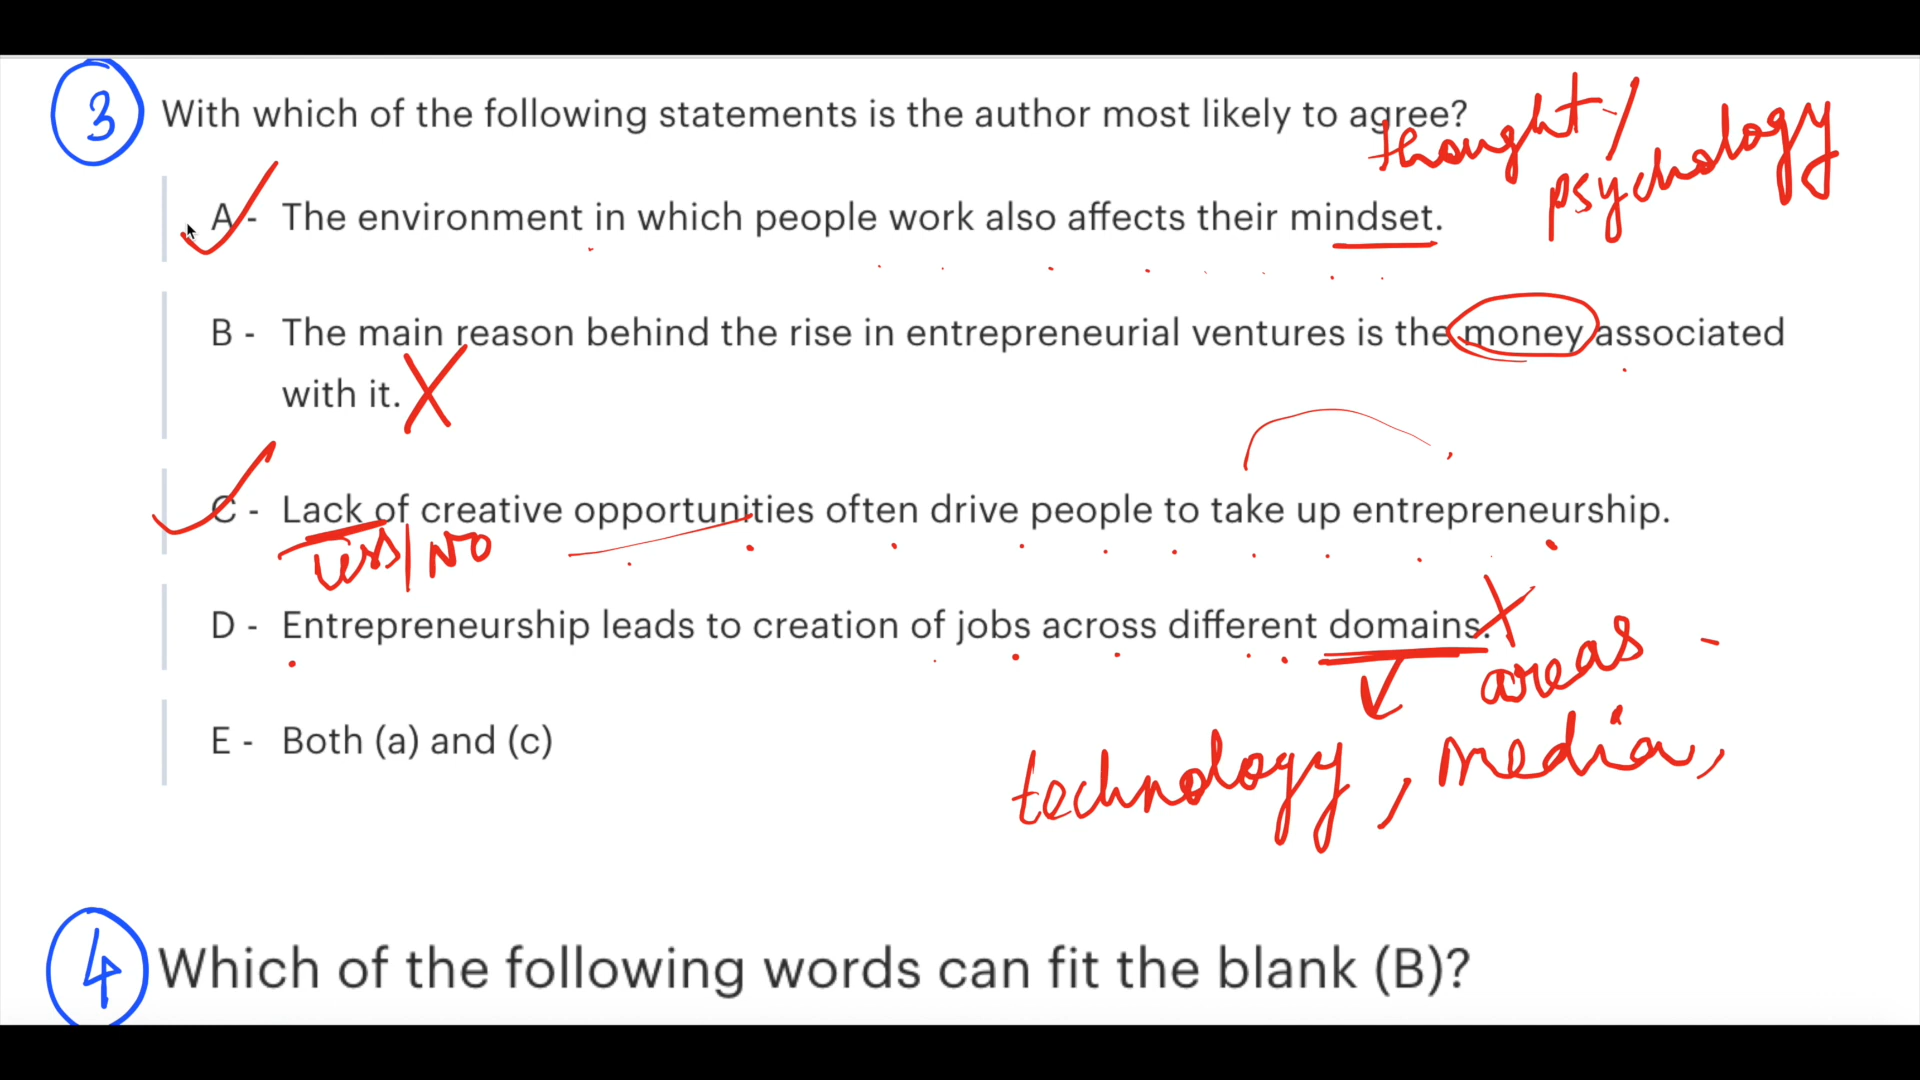 3 With which of the following statements is the author most likely to agree?
thought /
psychology
A - The environment in which people work also affects their mindset.
B - The main reason behind the rise in entrepreneurial ventures is the money associated
with it.
C - Lack of creative opportunities often drive people to take up entrepreneurship.
less | No
D - Entrepreneurship leads to creation of jobs across different domains.
areas -
technology, media,
E - Both (a) and (c)
4 Which of the following words can fit the blank (B)?